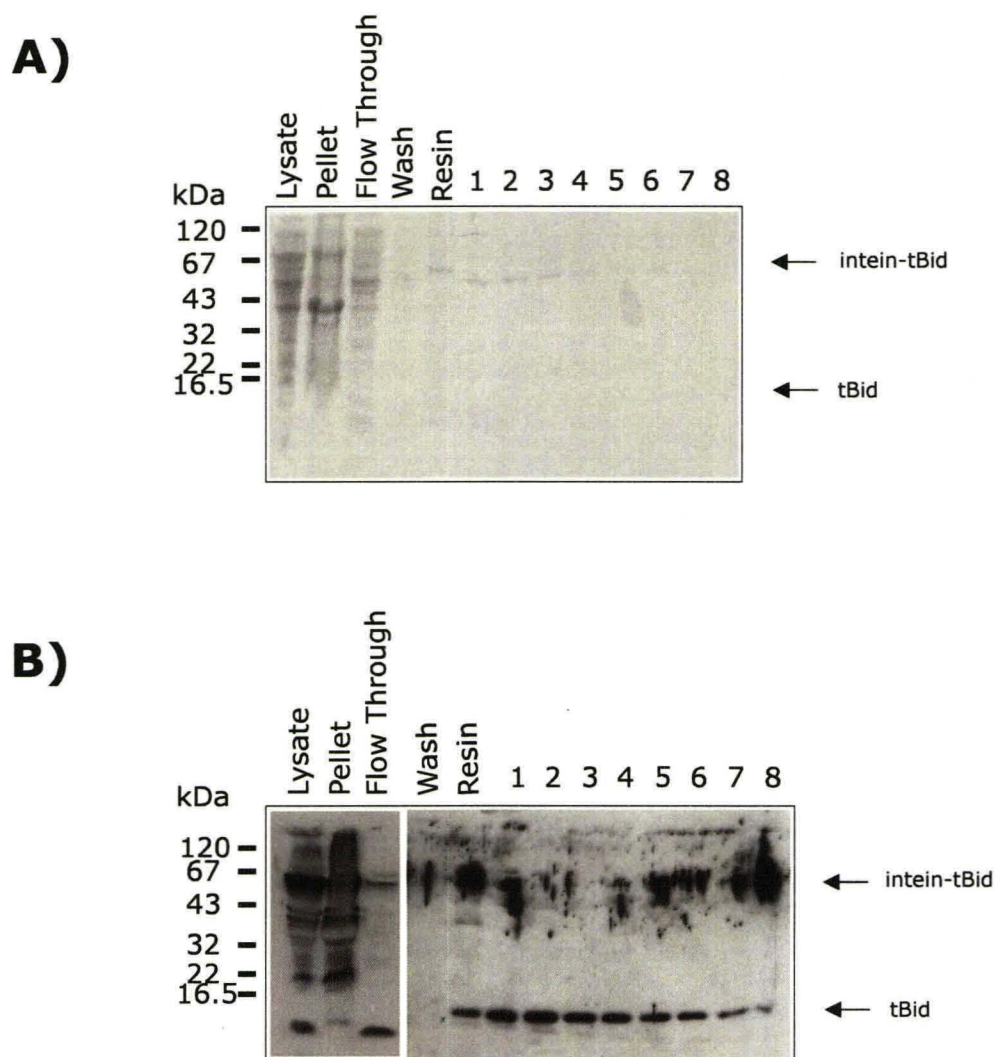 A)
Lysate
Pellet
Flow Through
Wash
Resin
1 2 3 4 5 6 7 8
kDa
120
67 intein-tBid
43
32
22
16.5 tBid
B)
Lysate
Pellet
Flow Through
Wash
Resin
1 2 3 4 5 6 7 8
kDa
120
67 intein-tBid
43
32
22
16.5 tBid